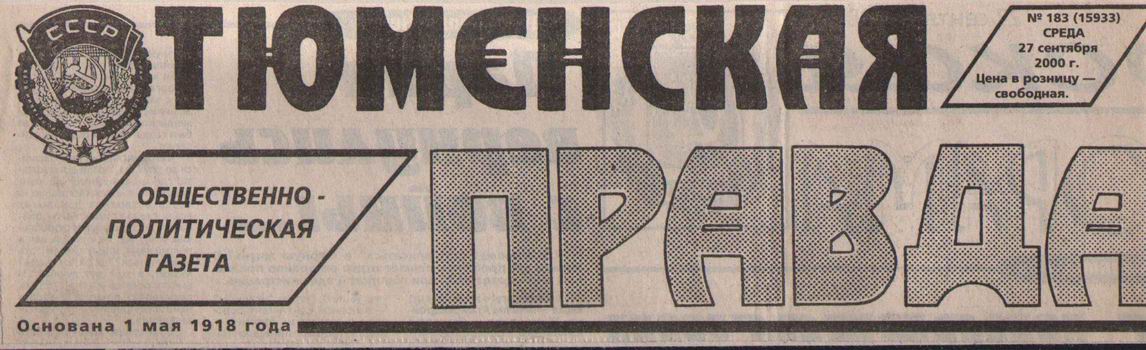 СССР
ТЮМЕНСКАЯ
№ 183 (15933)
СРЕДА
27 сентября
2000 г.
Цена в розницу —
свободная.
ОБЩЕСТВЕННО -
ПОЛИТИЧЕСКАЯ
ГАЗЕТА
ПРАВДА
Основана 1 мая 1918 года